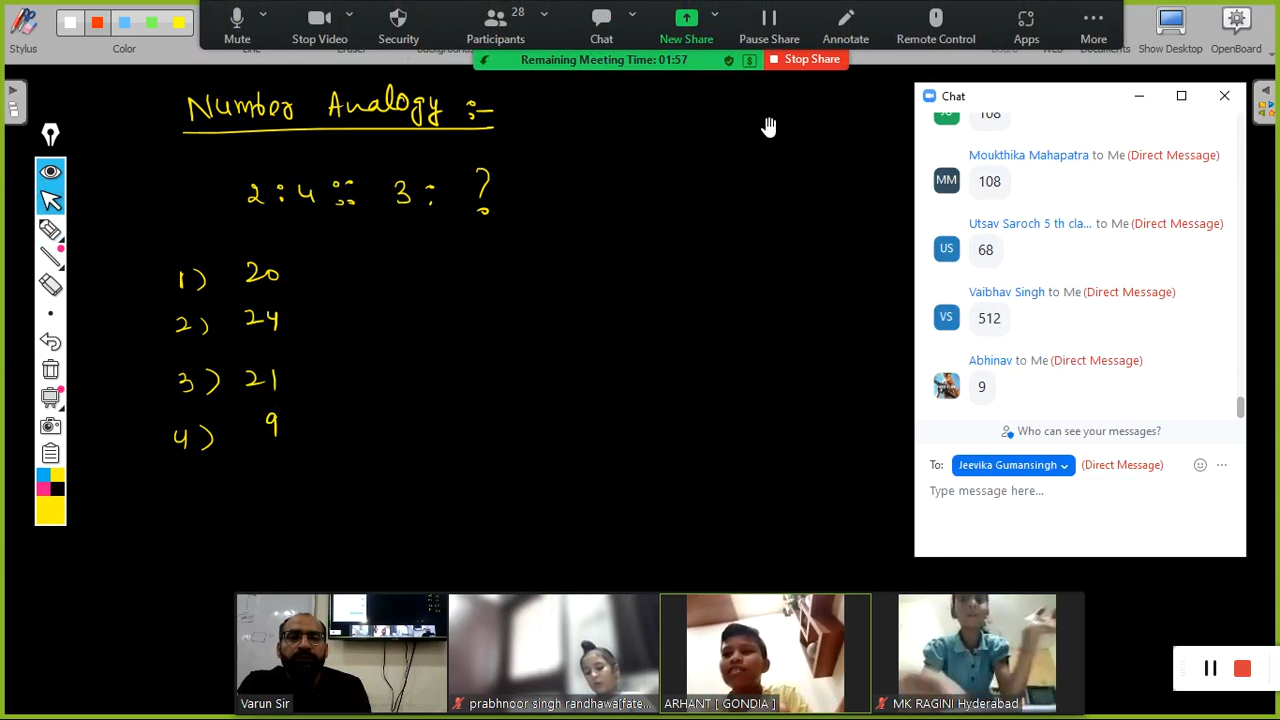 Mute
Stop Video
Security
Participants
28
Chat
New Share
Pause Share
Annotate
Remote Control
Apps
More
Stylus
Color
Show Desktop
OpenBoard
Remaining Meeting Time: 01:57
Stop Share
Number Analogy :-
2 : 4 :: 3 : ?
1) 20
2) 24
3) 21
4) 9
Chat
108
Moukthika Mahapatra to Me (Direct Message)
MM
108
Utsav Saroch 5 th cla... to Me (Direct Message)
US
68
Vaibhav Singh to Me (Direct Message)
VS
512
Abhinav to Me (Direct Message)
9
Who can see your messages?
To: Jeevika Gumansingh (Direct Message)
Type message here...
Varun Sir
prabhnoor singh randhawa[fate...
ARHANT [ GONDIA ]
MK RAGINI Hyderabad